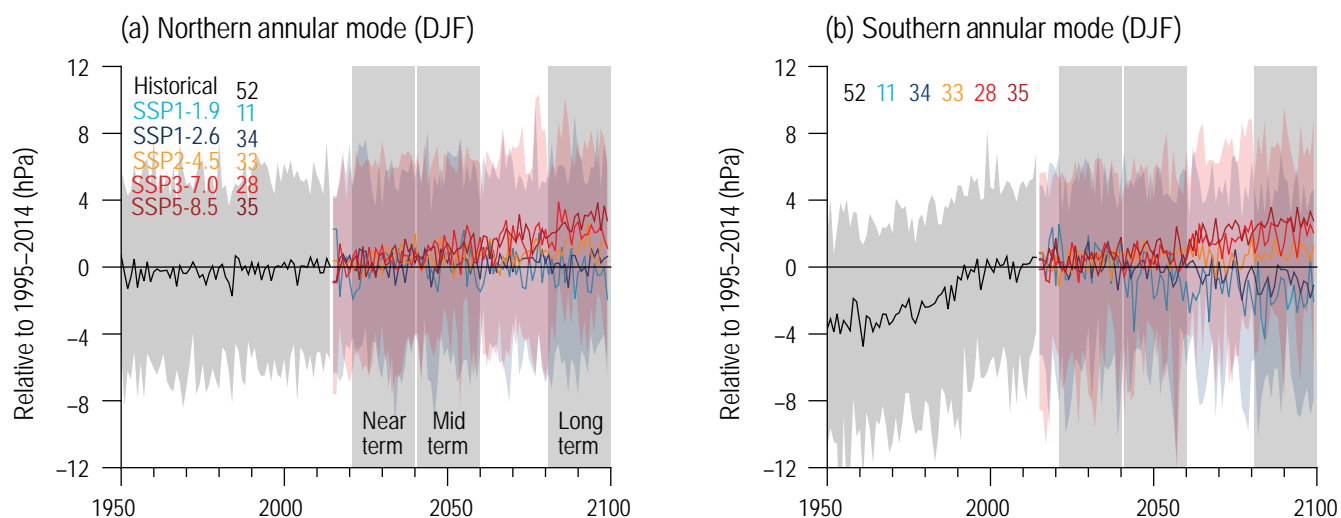 (a) Northern annular mode (DJF)
Relative to 1995–2014 (hPa)
12
8
4
0
−4
−8
−12
Historical 52
SSP1-1.9 11
SSP1-2.6 34
SSP2-4.5 33
SSP3-7.0 28
SSP5-8.5 35
Near term
Mid term
Long term
1950 2000 2050 2100
(b) Southern annular mode (DJF)
Relative to 1995–2014 (hPa)
12
8
4
0
−4
−8
−12
52 11 34 33 28 35
1950 2000 2050 2100